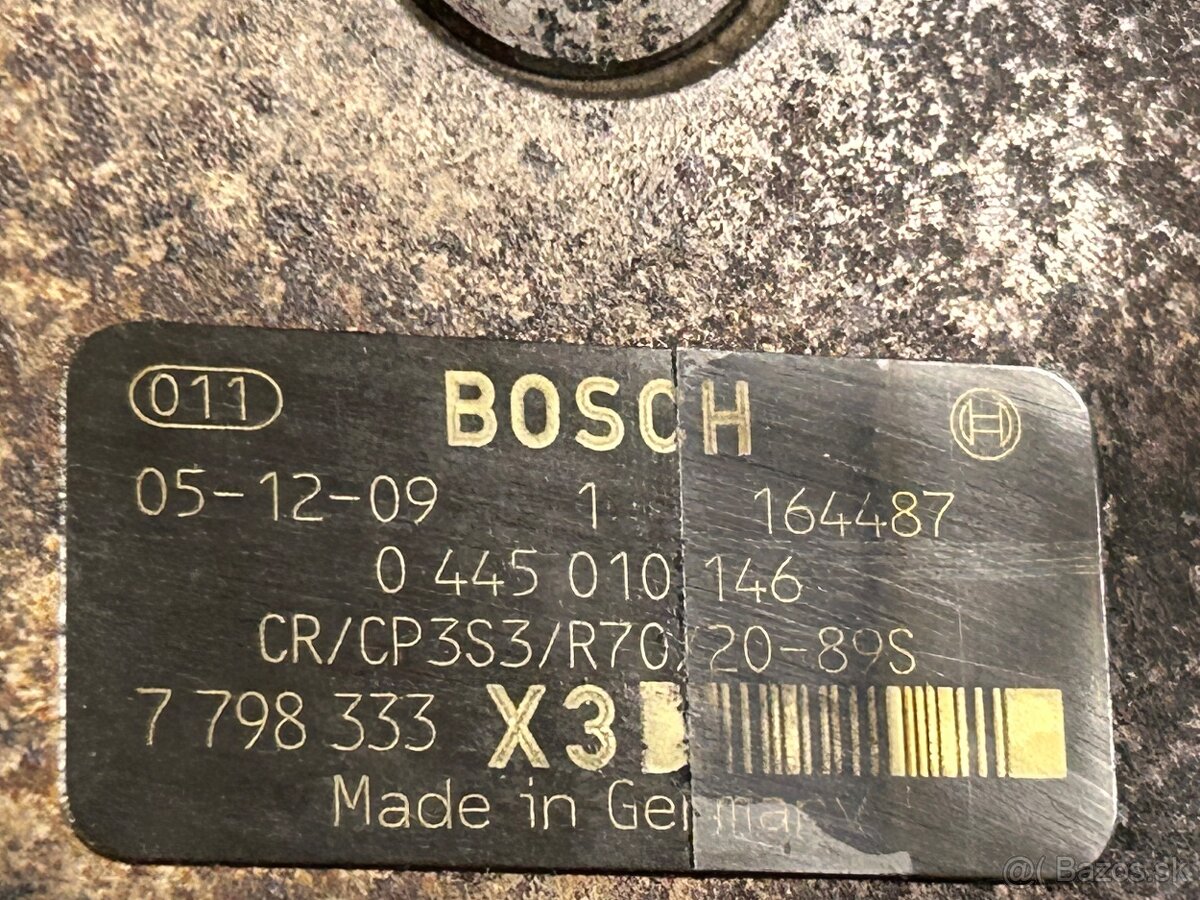 011 BOSCH H
05-12-09 1 164487
0 445 010 146
CR/CP3S3/R70/20-89S
7 798 333 X3
Made in Germany
@( Bazos.sk